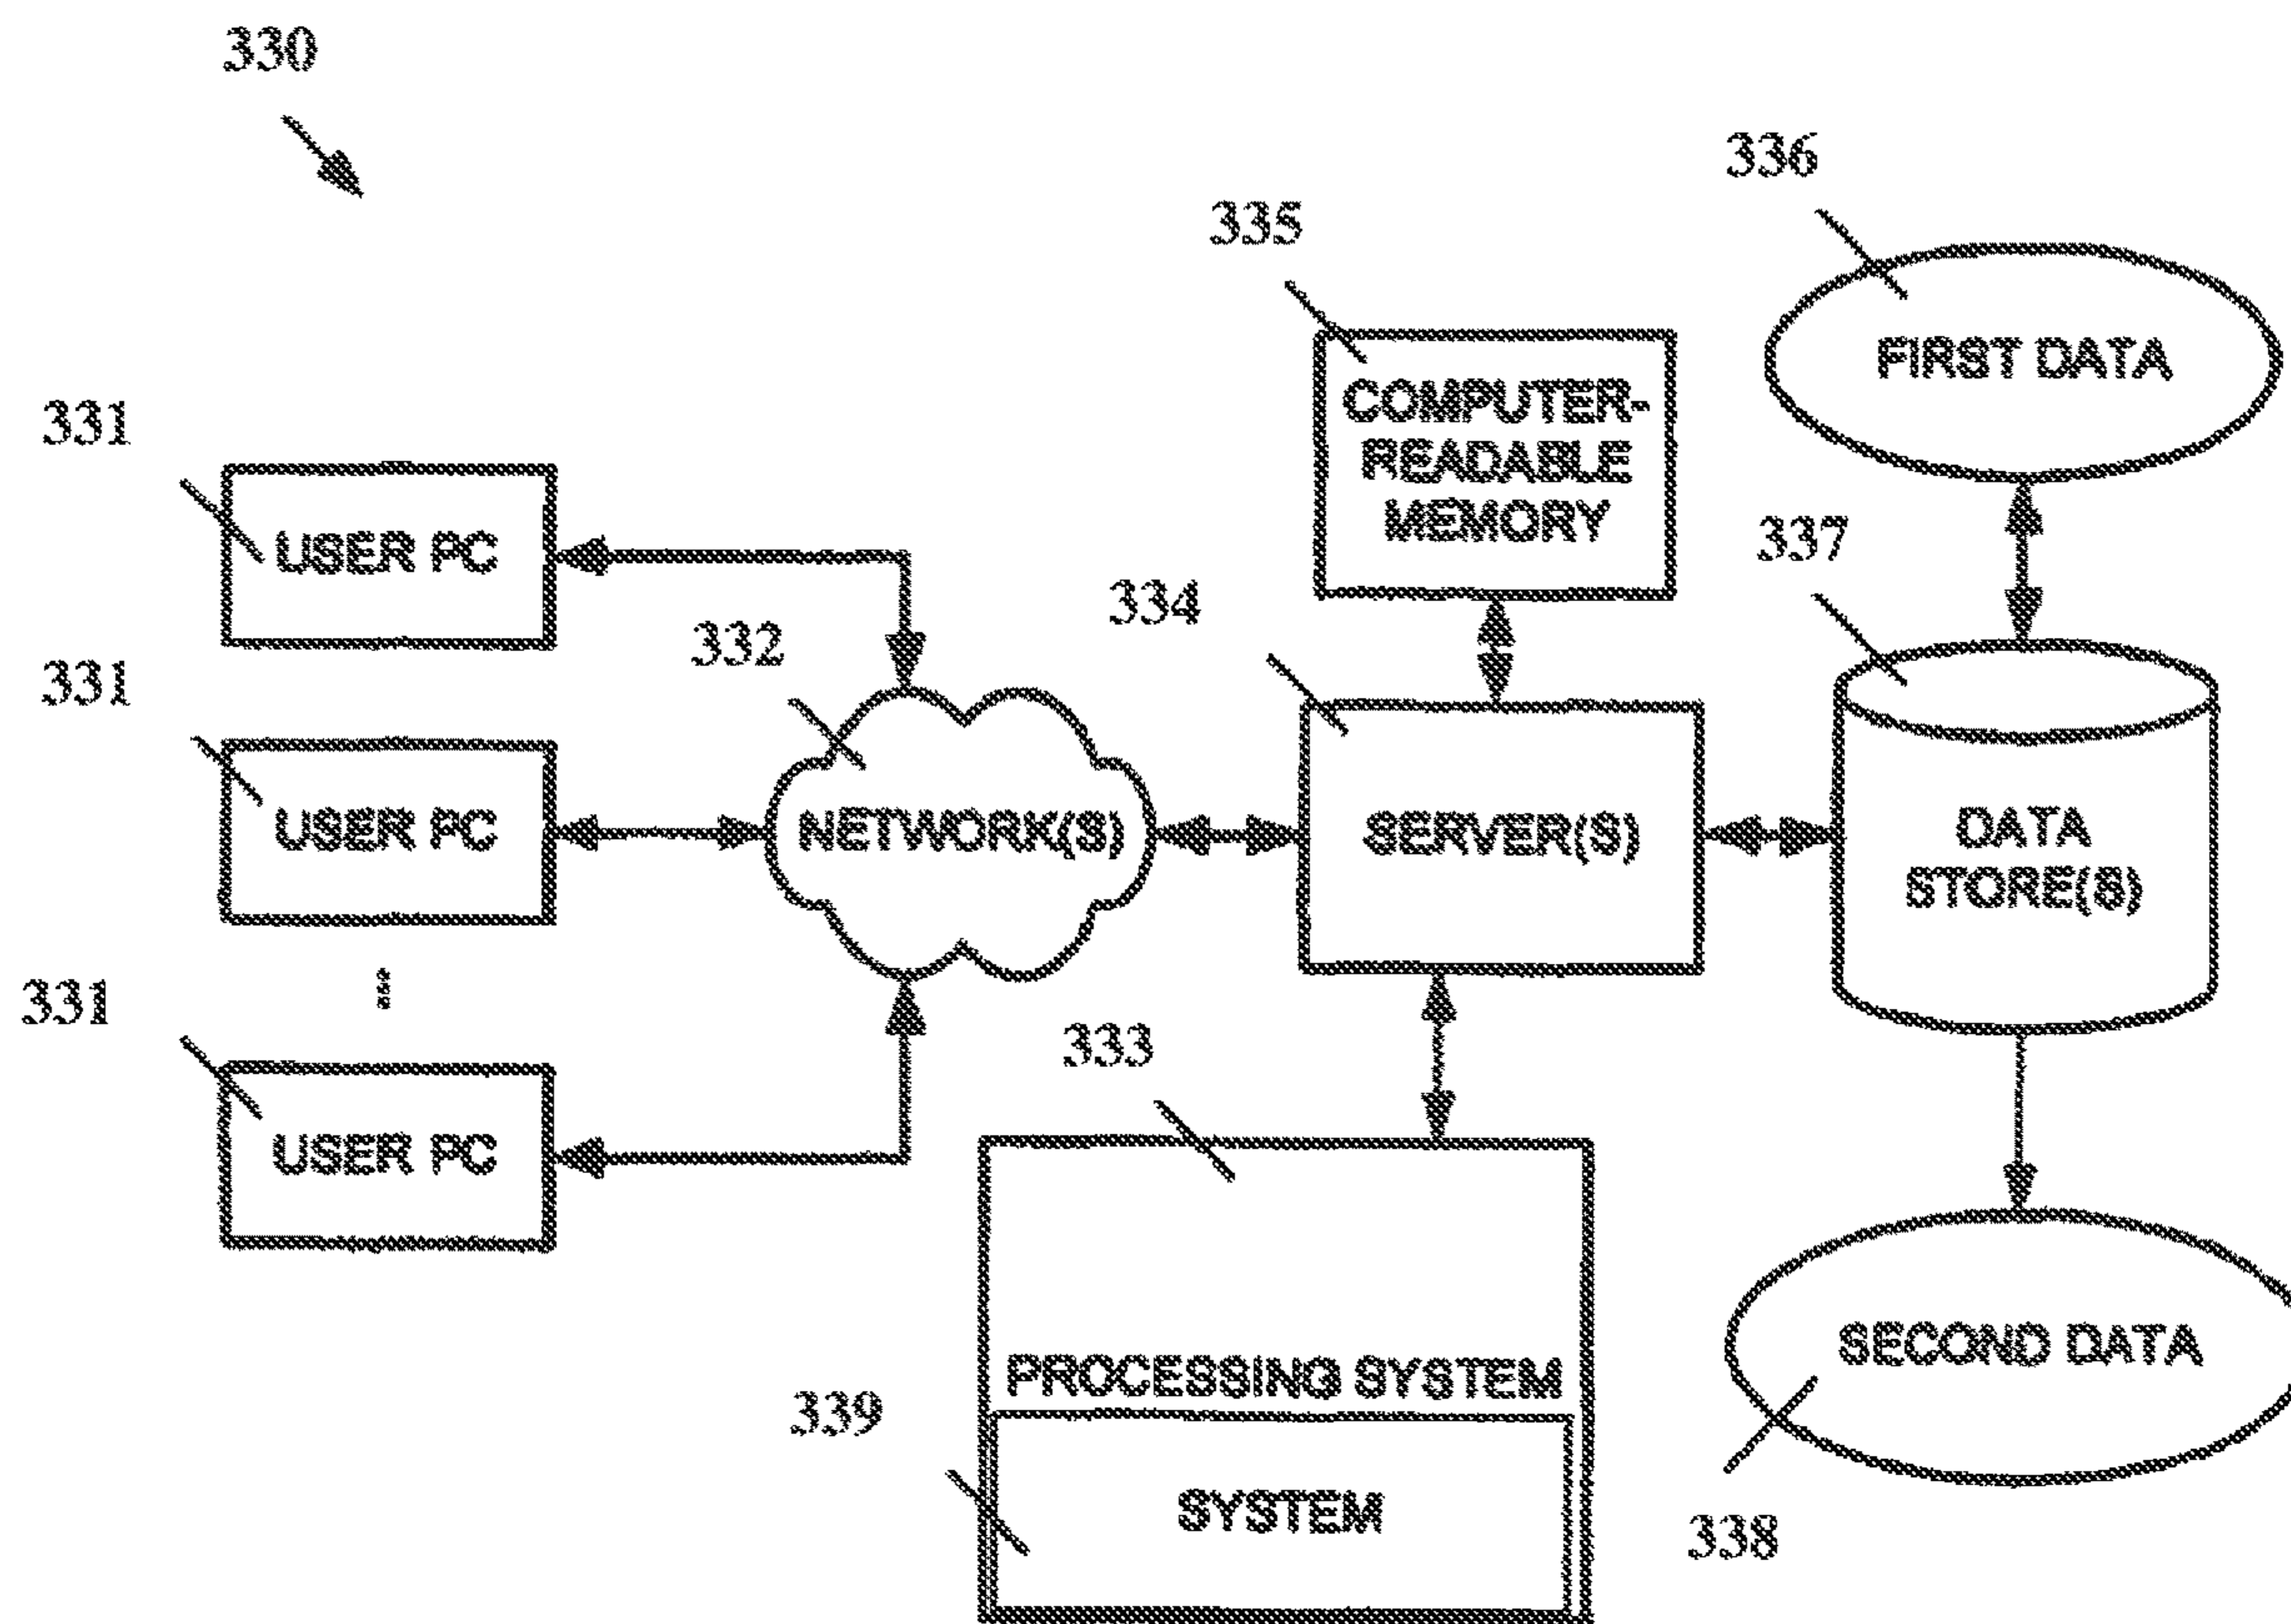 330
336
335
FIRST DATA
COMPUTER-
READABLE
MEMORY
331
USER PC
337
334
332
331
USER PC
NETWORK(S)
SERVER(S)
DATA
STORE(S)
331
333
USER PC
PROCESSING SYSTEM
SECOND DATA
339
SYSTEM
338